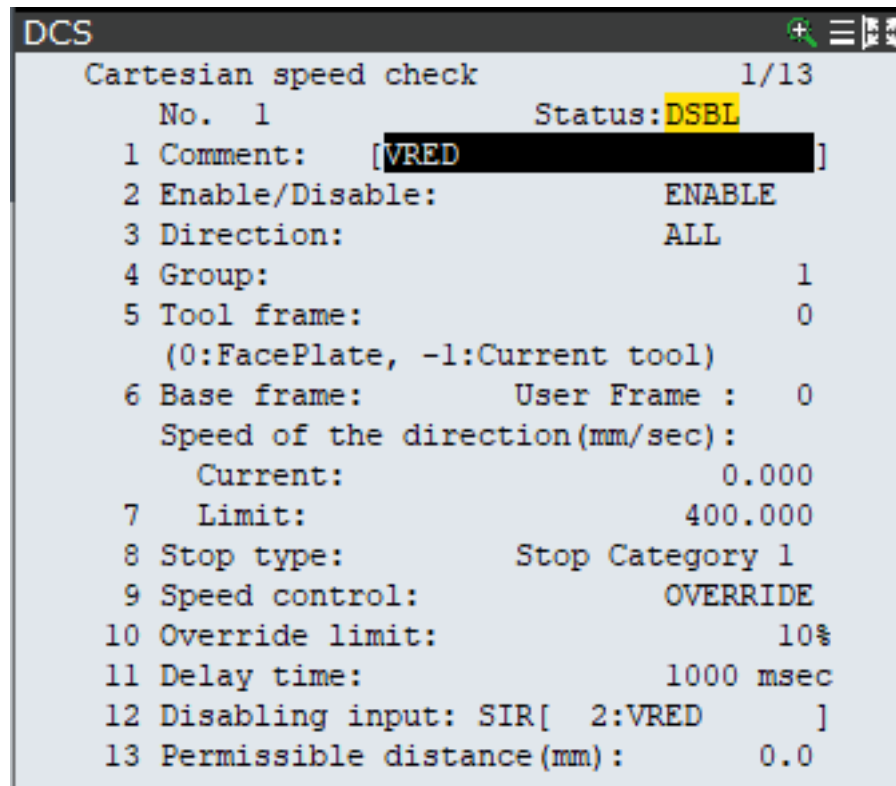 DCS
Cartesian speed check 1/13
No. 1 Status:DSBL
1 Comment: [VRED ]
2 Enable/Disable: ENABLE
3 Direction: ALL
4 Group: 1
5 Tool frame: 0
(0:FacePlate, -1:Current tool)
6 Base frame: User Frame : 0
Speed of the direction(mm/sec):
Current: 0.000
7 Limit: 400.000
8 Stop type: Stop Category 1
9 Speed control: OVERRIDE
10 Override limit: 10%
11 Delay time: 1000 msec
12 Disabling input: SIR[ 2:VRED ]
13 Permissible distance(mm): 0.0